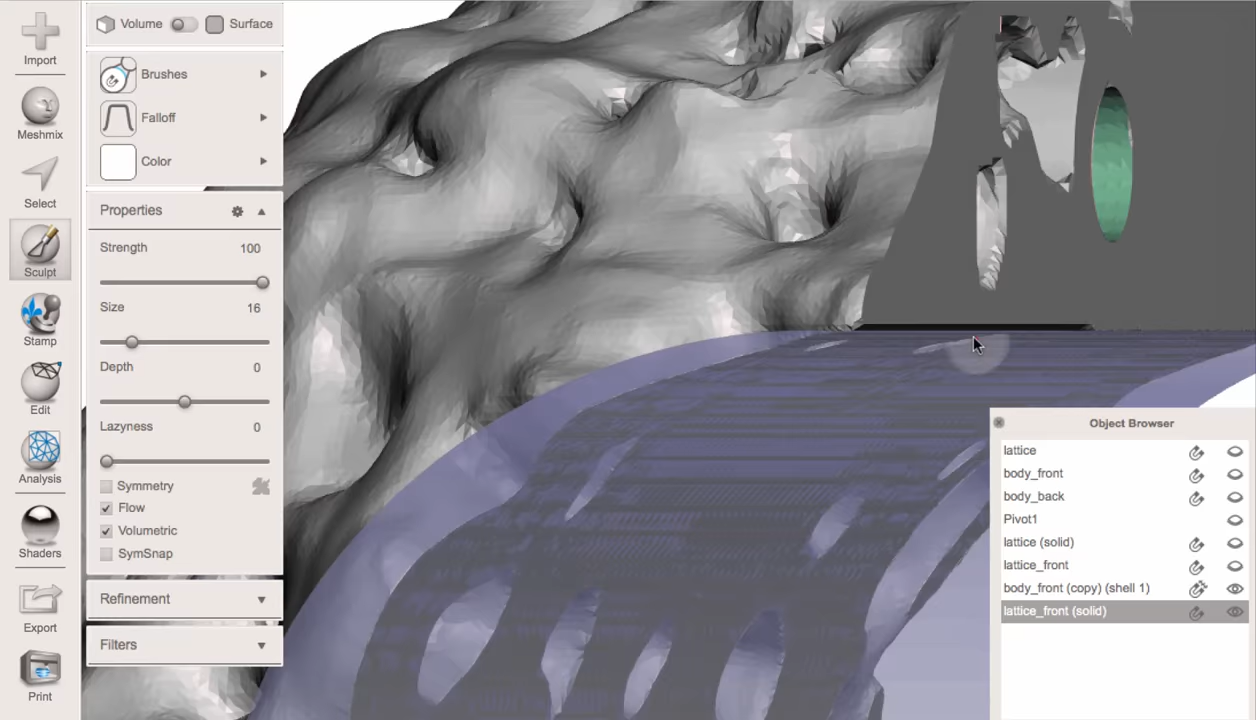 Import
Meshmix
Select
Sculpt
Stamp
Edit
Analysis
Shaders
Export
Print
Volume Surface
Brushes
Falloff
Color
Properties
Strength 100
Size 16
Depth 0
Lazyness 0
Symmetry
Flow
Volumetric
SymSnap
Refinement
Filters
Object Browser
lattice
body_front
body_back
Pivot1
lattice (solid)
lattice_front
body_front (copy) (shell 1)
lattice_front (solid)